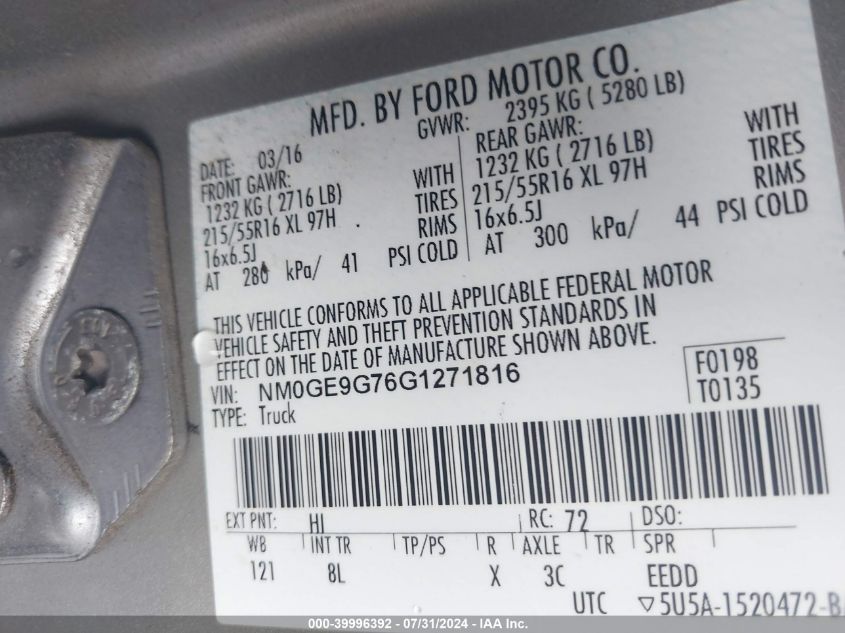 MFD. BY FORD MOTOR CO.
DATE: 03/16 GVWR: 2395 KG ( 5280 LB)
FRONT GAWR: REAR GAWR:
1232 KG ( 2716 LB) WITH 1232 KG ( 2716 LB) WITH
215/55R16 XL 97H TIRES 215/55R16 XL 97H TIRES
16x6.5J RIMS 16x6.5J RIMS
AT 280 kPa/ 41 PSI COLD AT 300 kPa/ 44 PSI COLD
THIS VEHICLE CONFORMS TO ALL APPLICABLE FEDERAL MOTOR
VEHICLE SAFETY AND THEFT PREVENTION STANDARDS IN
EFFECT ON THE DATE OF MANUFACTURE SHOWN ABOVE.
VIN: NM0GE9G76G1271816 F0198
TYPE: Truck T0135
EXT PNT: HI RC: 72 DSO:
WB INT TR TP/PS R AXLE TR SPR
121 8L X 3C EEDD
UTC ▽5U5A-1520472-B
000-39996392 - 07/31/2024 - IAA Inc.